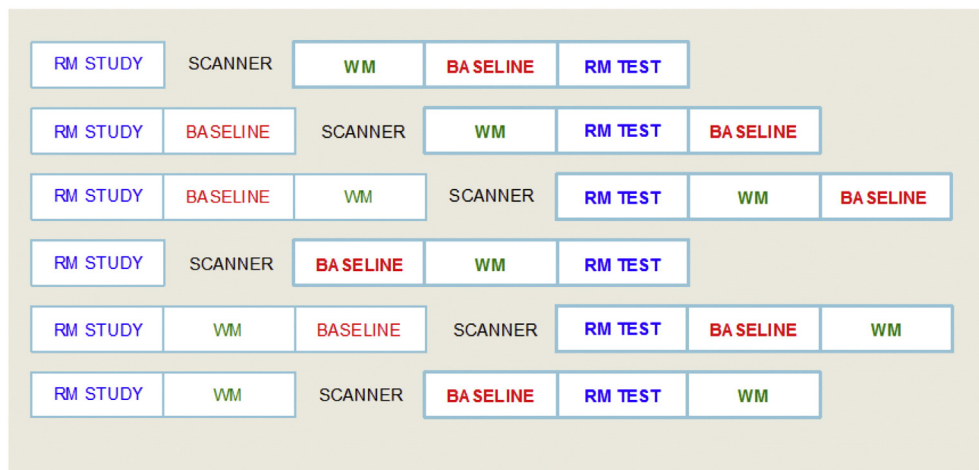 RM STUDY SCANNER WM BASELINE RM TEST
RM STUDY BASELINE SCANNER WM RM TEST BASELINE
RM STUDY BASELINE WM SCANNER RM TEST WM BASELINE
RM STUDY SCANNER BASELINE WM RM TEST
RM STUDY WM BASELINE SCANNER RM TEST BASELINE WM
RM STUDY WM SCANNER BASELINE RM TEST WM